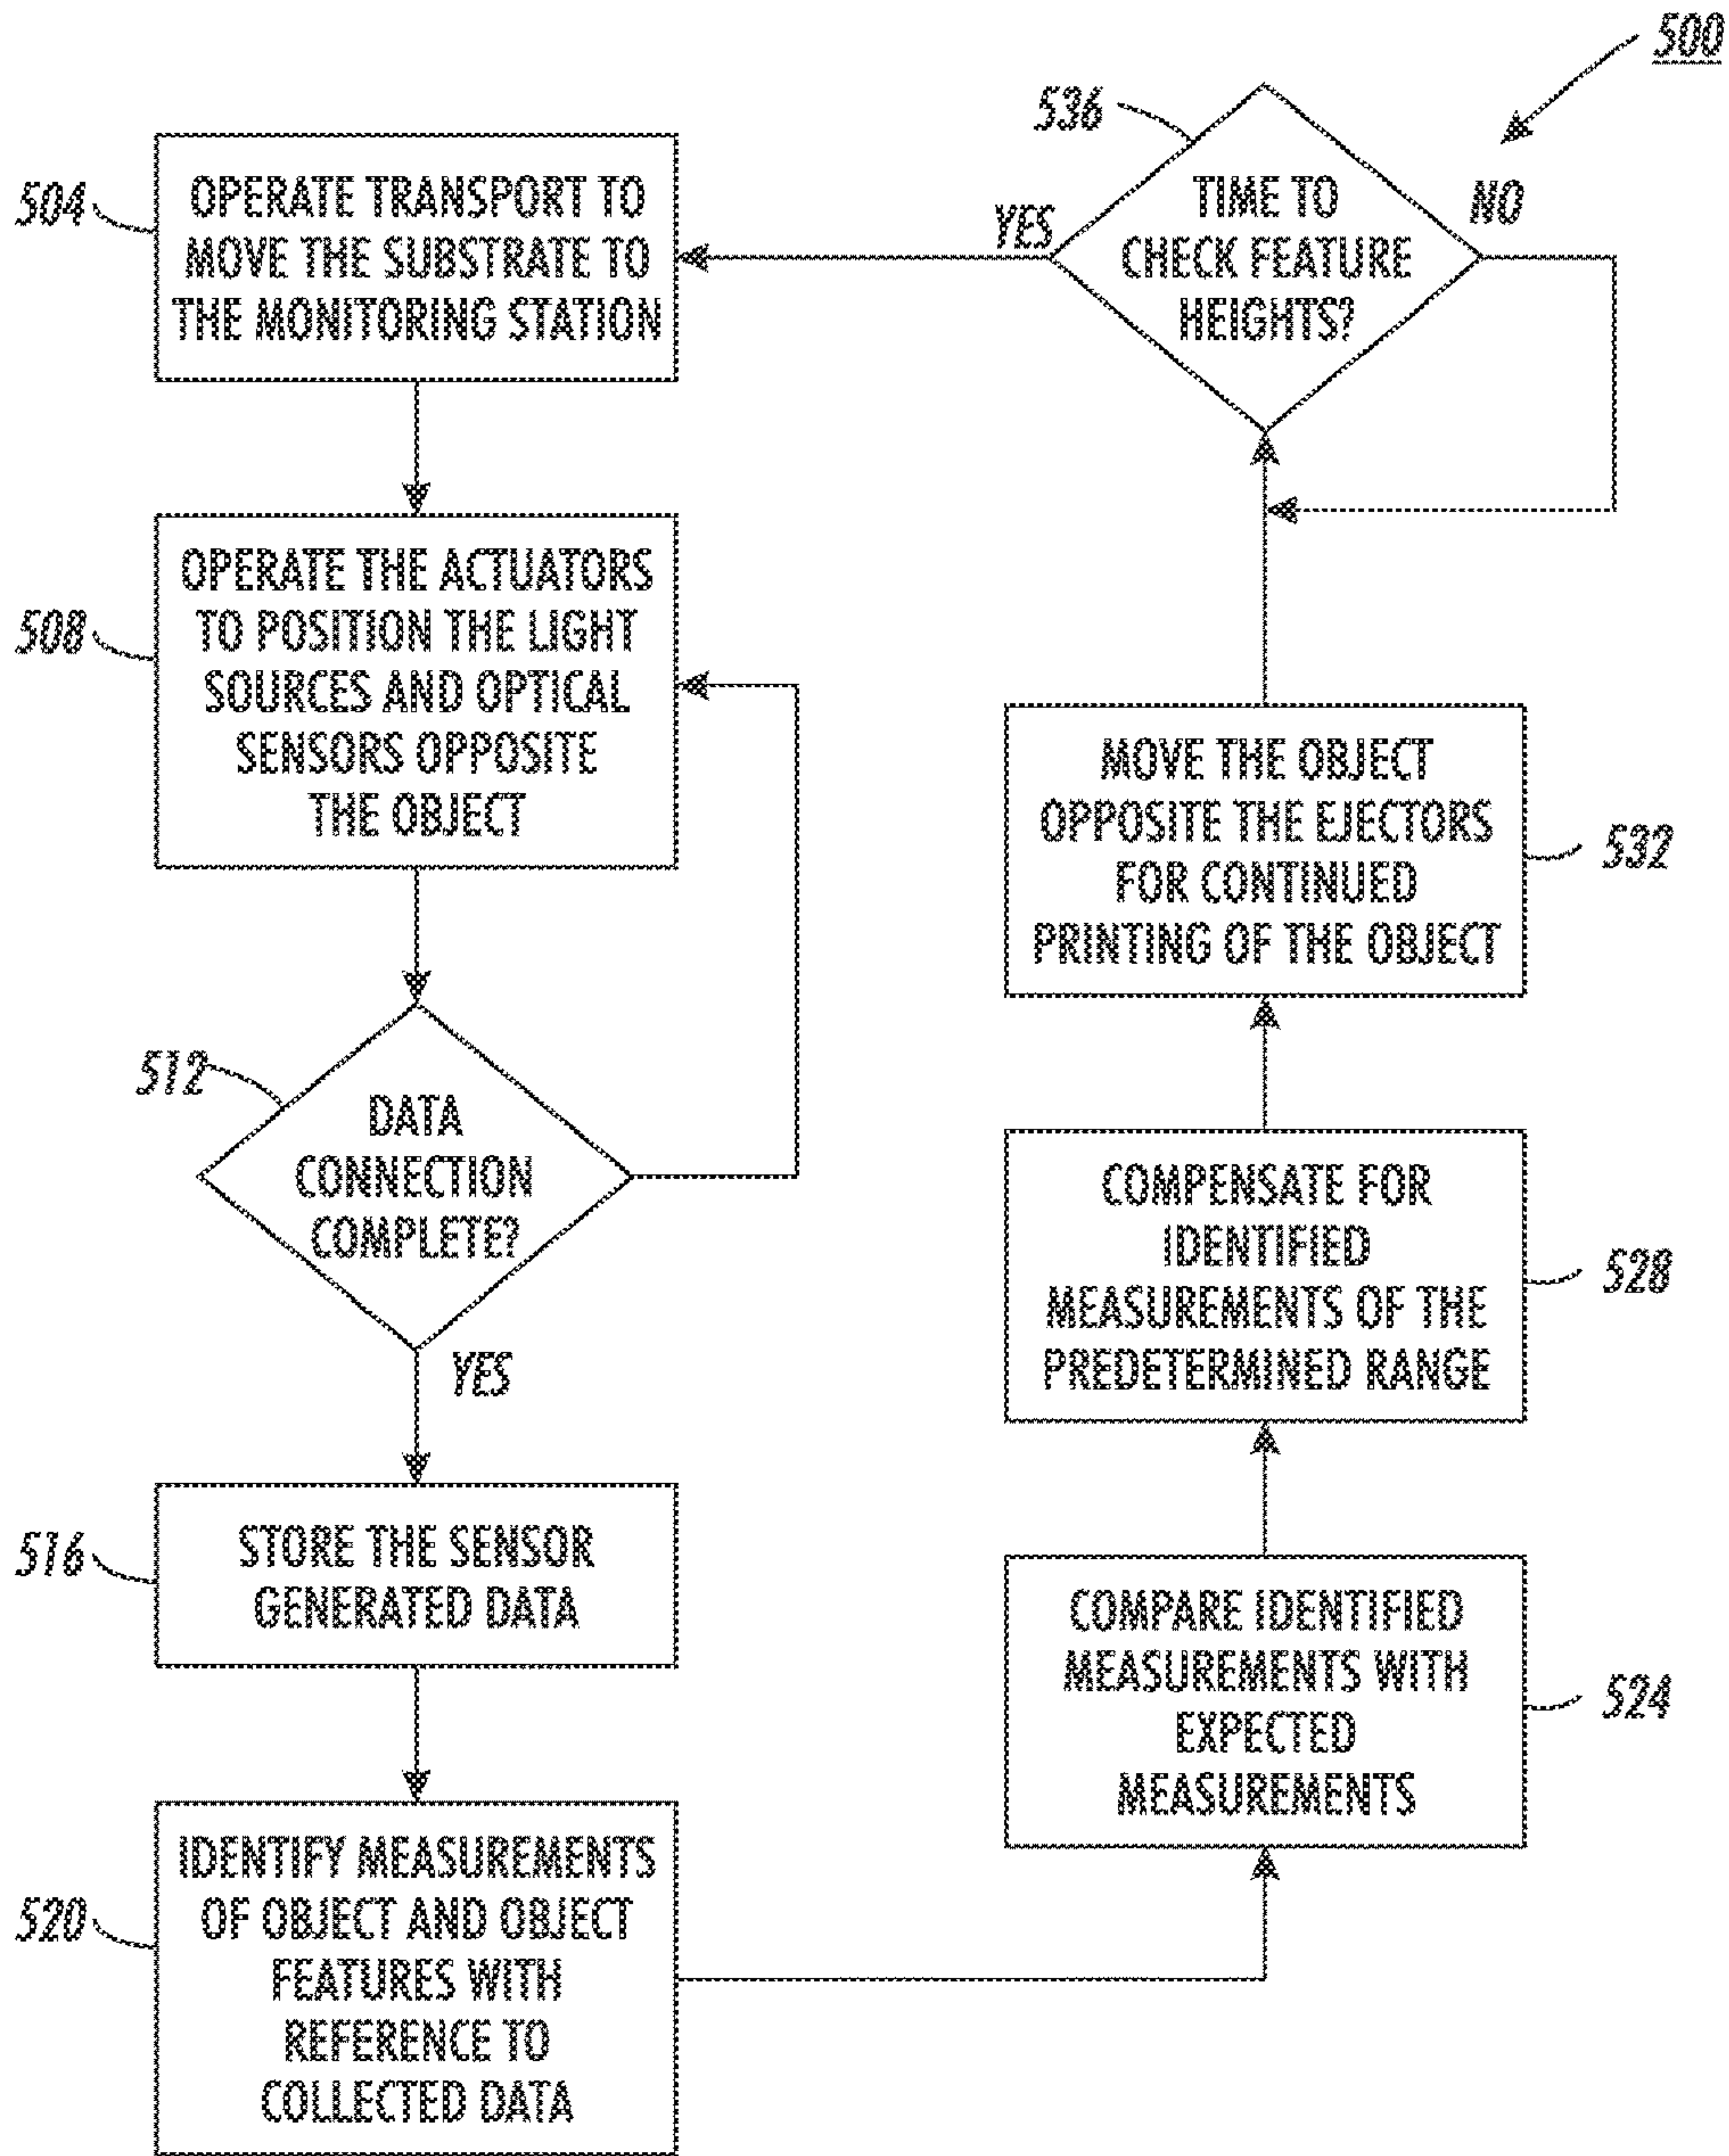 500
536
TIME TO
CHECK FEATURE
HEIGHTS?
YES
NO
504
OPERATE TRANSPORT TO
MOVE THE SUBSTRATE TO
THE MONITORING STATION
508
OPERATE THE ACTUATORS
TO POSITION THE LIGHT
SOURCES AND OPTICAL
SENSORS OPPOSITE
THE OBJECT
512
DATA
CONNECTION
COMPLETE?
YES
516
STORE THE SENSOR
GENERATED DATA
520
IDENTIFY MEASUREMENTS
OF OBJECT AND OBJECT
FEATURES WITH
REFERENCE TO
COLLECTED DATA
COMPARE IDENTIFIED
MEASUREMENTS WITH
EXPECTED
MEASUREMENTS
524
COMPENSATE FOR
IDENTIFIED
MEASUREMENTS OF THE
PREDETERMINED RANGE
528
MOVE THE OBJECT
OPPOSITE THE EJECTORS
FOR CONTINUED
PRINTING OF THE OBJECT
532